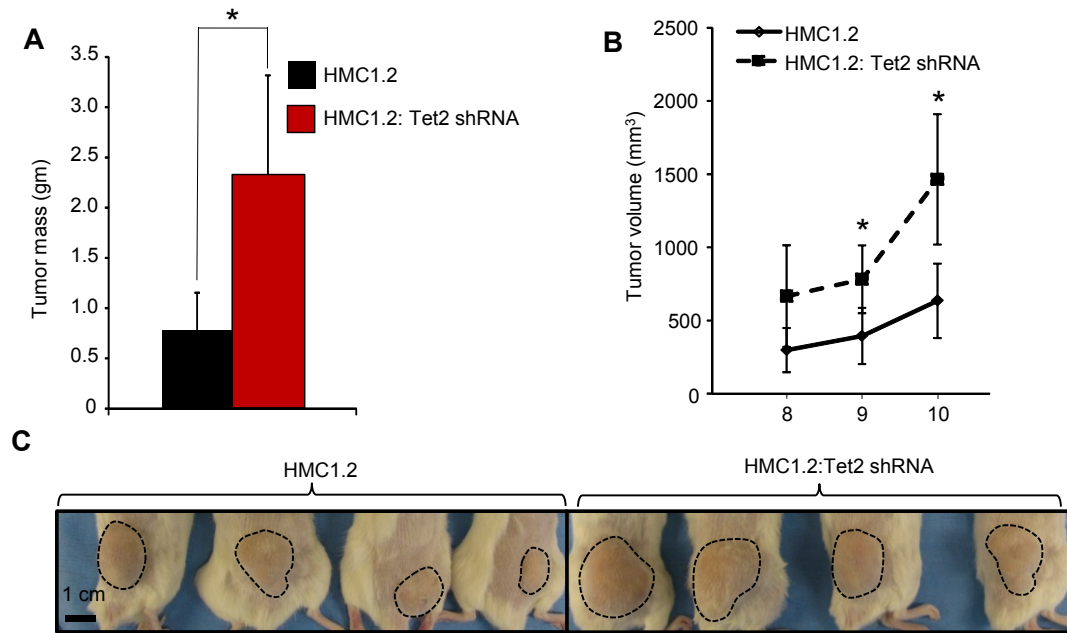 A
*
3.5
3.0
2.5
2.0
1.5
1.0
0.5
0
Tumor mass (gm)
HMC1.2
HMC1.2: Tet2 shRNA
B
HMC1.2
HMC1.2: Tet2 shRNA
2500
2000
1500
1000
500
0
Tumor volume (mm³)
*
*
8 9 10
C
HMC1.2
HMC1.2:Tet2 shRNA
1 cm